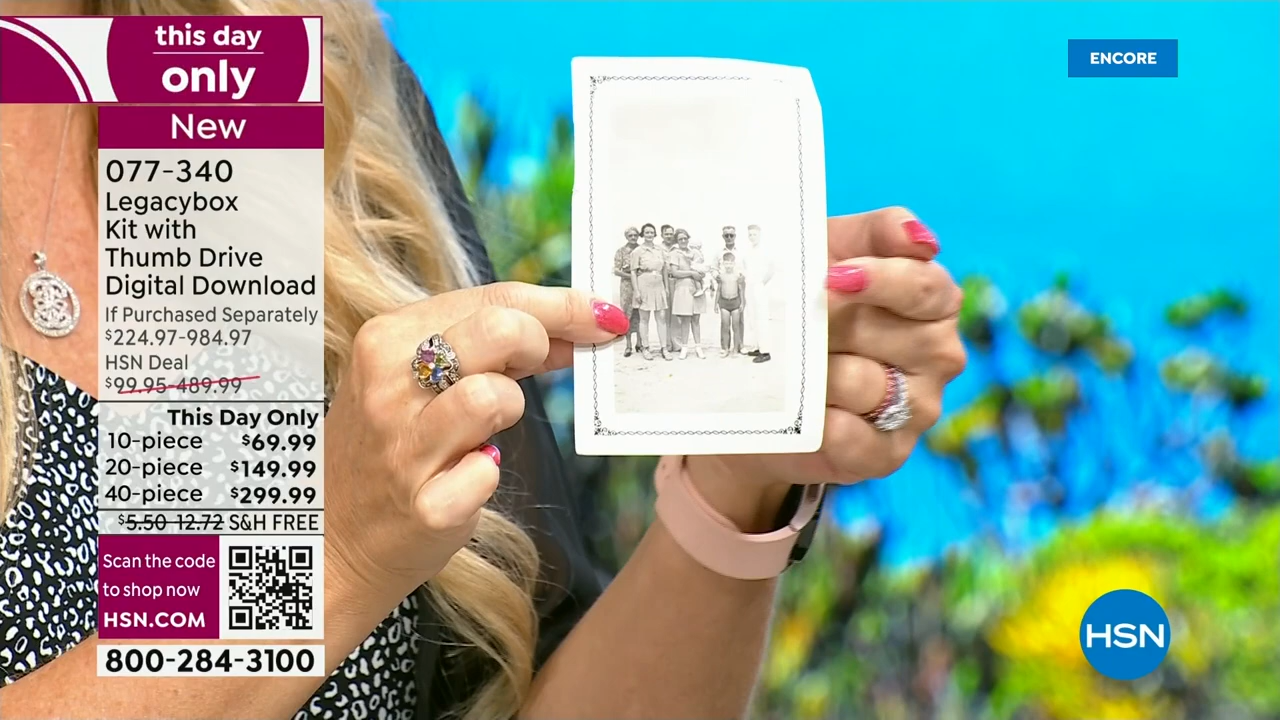 this day
only
New
077-340
Legacybox
Kit with
Thumb Drive
Digital Download
If Purchased Separately
$224.97-984.97
HSN Deal
$99.95-489.99
This Day Only
10-piece $69.99
20-piece $149.99
40-piece $299.99
$5.50-12.72 S&H FREE
Scan the code
to shop now
HSN.COM
800-284-3100
ENCORE
HSN